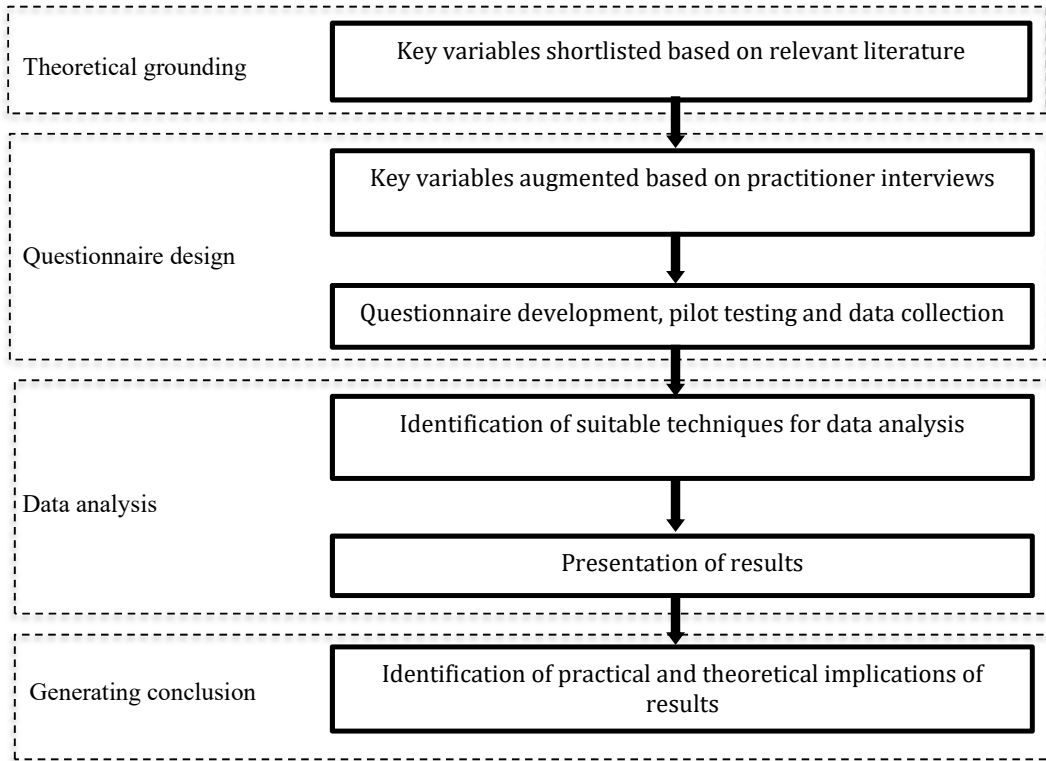 Theoretical grounding
Key variables shortlisted based on relevant literature
Questionnaire design
Key variables augmented based on practitioner interviews
Questionnaire development, pilot testing and data collection
Data analysis
Identification of suitable techniques for data analysis
Presentation of results
Generating conclusion
Identification of practical and theoretical implications of
results